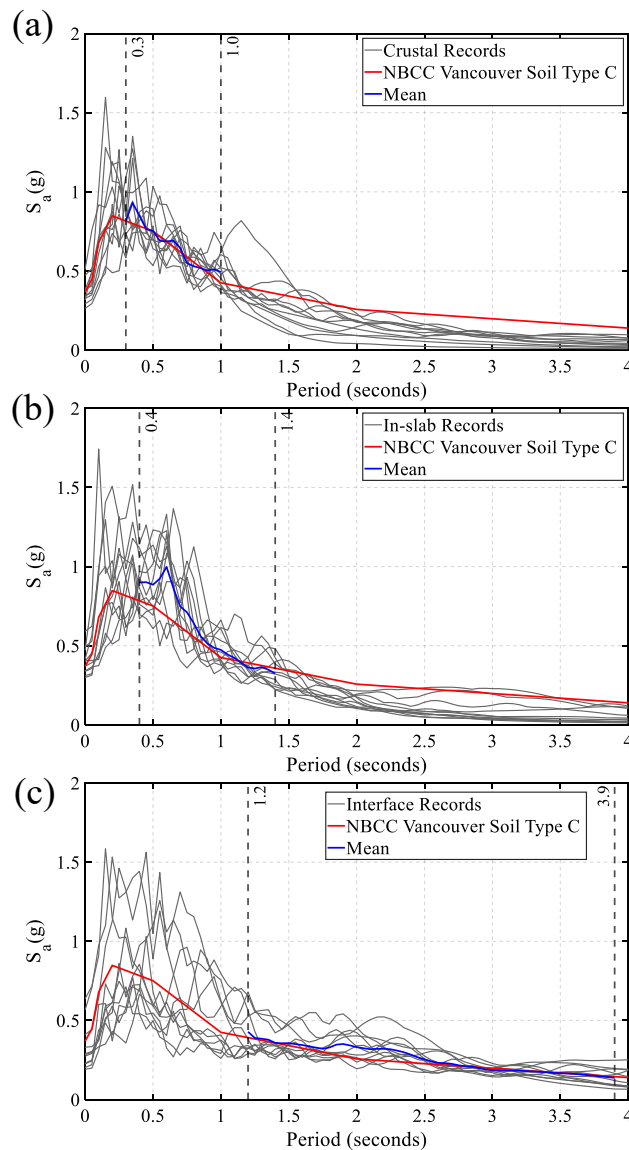 (a)
2
1.5
1
0.5
0
S_a(g)
0.3
1.0
Crustal Records
NBCC Vancouver Soil Type C
Mean
0 0.5 1 1.5 2 2.5 3 3.5 4
Period (seconds)
(b)
2
1.5
1
0.5
0
S_a(g)
0.4
1.4
In-slab Records
NBCC Vancouver Soil Type C
Mean
0 0.5 1 1.5 2 2.5 3 3.5 4
Period (seconds)
(c)
2
1.5
1
0.5
0
S_a(g)
1.2
3.9
Interface Records
NBCC Vancouver Soil Type C
Mean
0 0.5 1 1.5 2 2.5 3 3.5 4
Period (seconds)